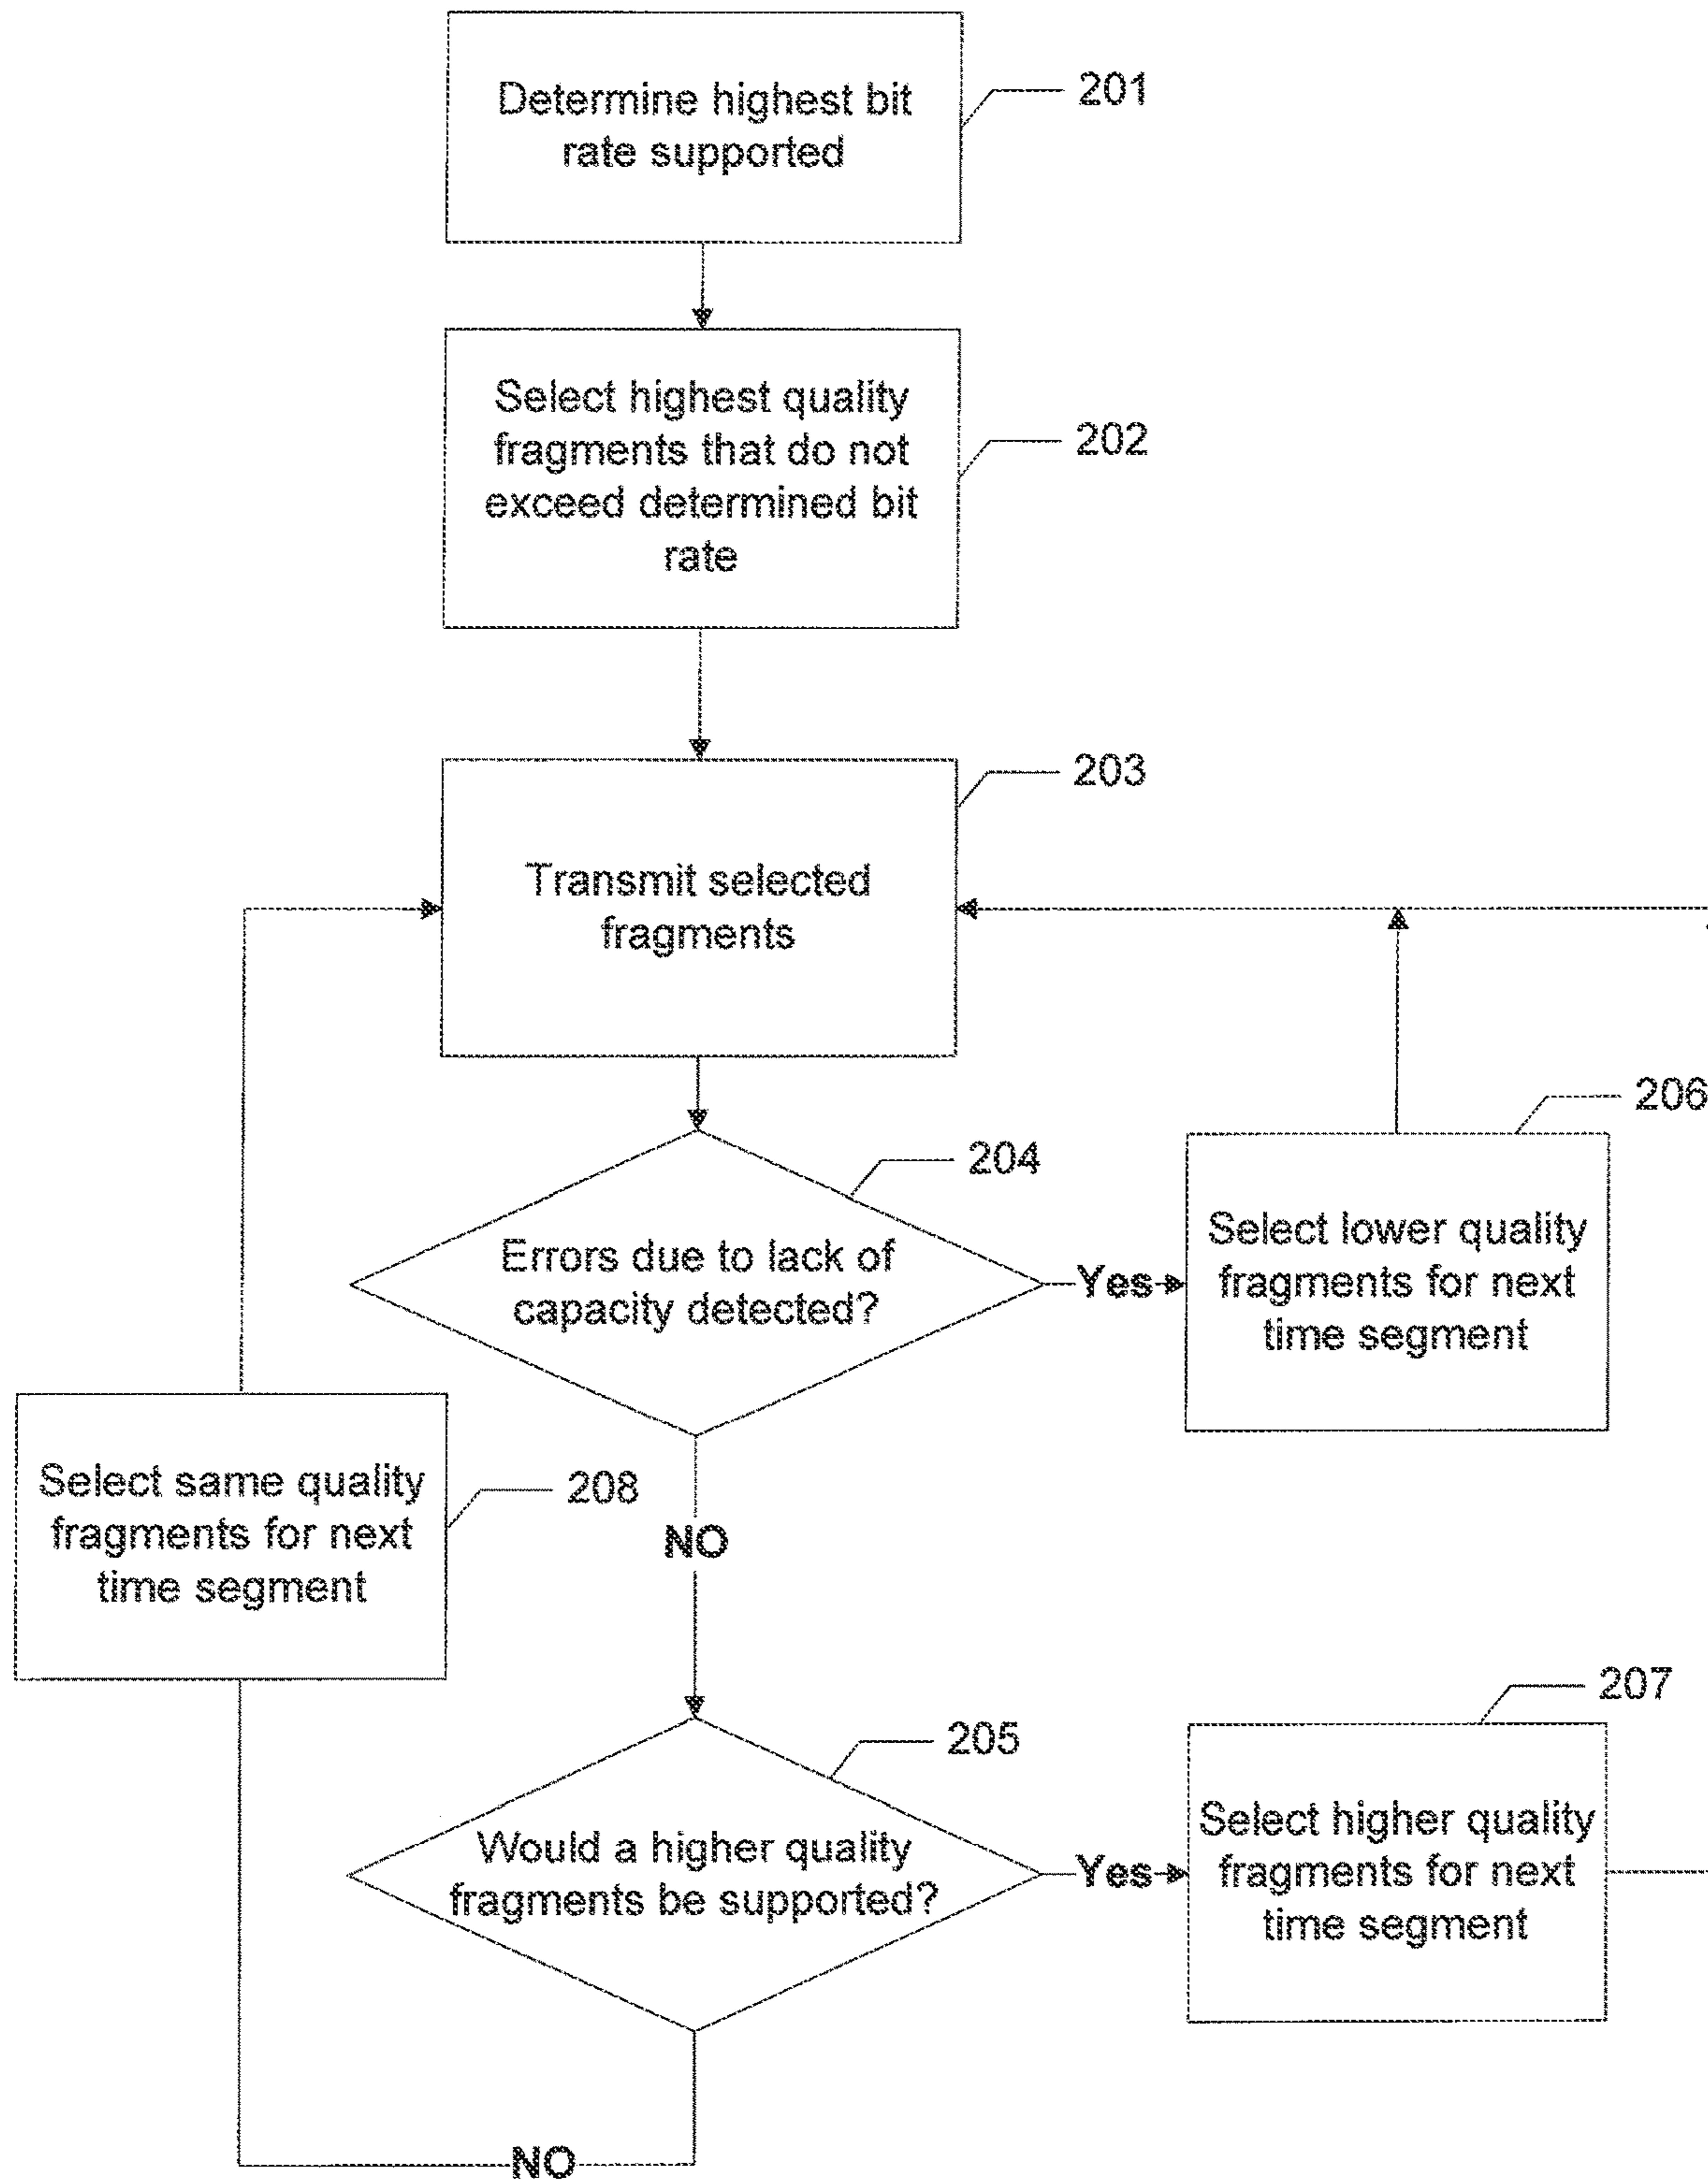 Determine highest bit
rate supported
201
Select highest quality
fragments that do not
exceed determined bit
rate
202
203
Transmit selected
fragments
204
Errors due to lack of
capacity detected?
Yes
206
Select lower quality
fragments for next
time segment
Select same quality
fragments for next
time segment
208
NO
205
Would a higher quality
fragments be supported?
Yes
207
Select higher quality
fragments for next
time segment
NO